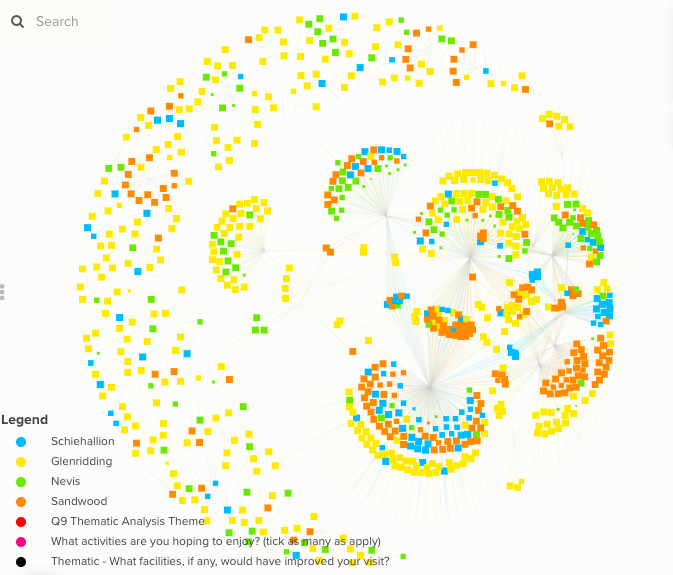 Search
Legend
Schiehallion
Glenridding
Nevis
Sandwood
Q9 Thematic Analysis Theme
What activities are you hoping to enjoy? (tick as many as apply)
Thematic - What facilities, if any, would have improved your visit?